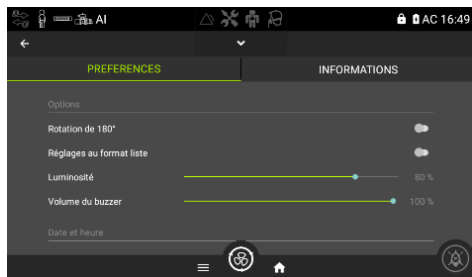 AI
AC 16:49
PREFERENCES
INFORMATIONS
Options
Rotation de 180°
Réglages au format liste
Luminosité
80 %
Volume du buzzer
100 %
Date et heure